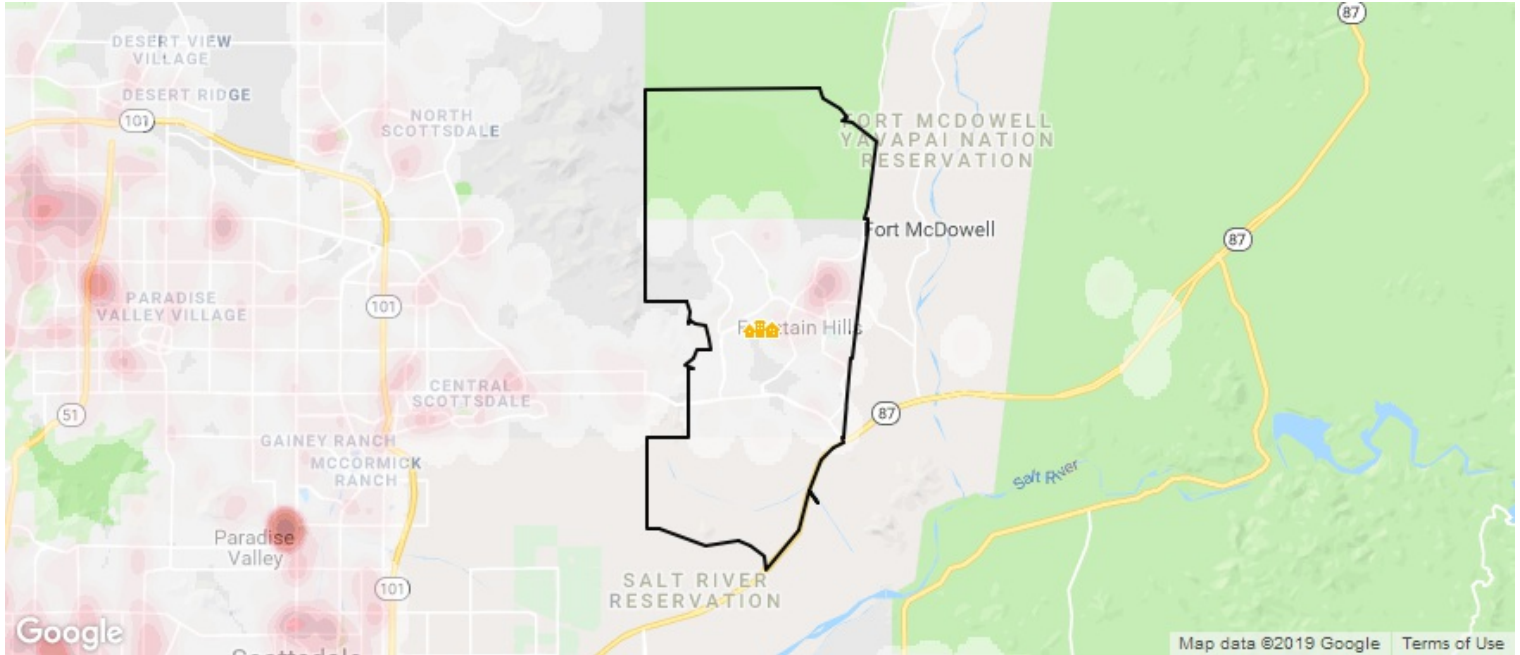 87
DESERT VIEW
VILLAGE
DESERT RIDGE
101
NORTH
SCOTTSDALE
FORT MCDOWELL
YAVAPAI NATION
RESERVATION
Fort McDowell
87
PARADISE
VALLEY VILLAGE
101
Hills
CENTRAL
SCOTTSDALE
51
87
GAINEY RANCH
MCCORMICK
RANCH
Salt River
Paradise
Valley
SALT RIVER
RESERVATION
101
Google
Scottsdale
Map data ©2019 Google
Terms of Use